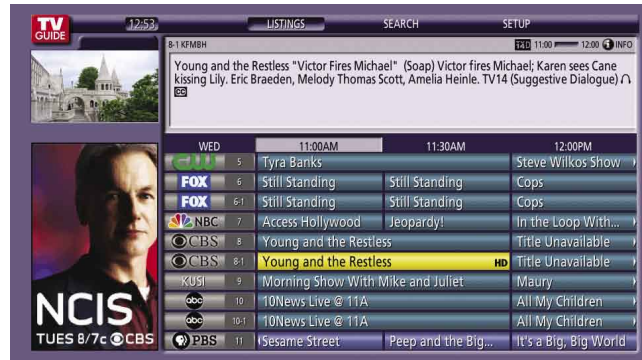 TV
GUIDE
12:53
LISTINGS
SEARCH
SETUP
8-1 KFMBH
14D 11:00 12:00 i INFO
Young and the Restless "Victor Fires Michael" (Soap) Victor fires Michael; Karen sees Cane
kissing Lily. Eric Braeden, Melody Thomas Scott, Amelia Heinle. TV14 (Suggestive Dialogue)
CC
WED 11:00AM 11:30AM 12:00PM
CW 5 Tyra Banks Steve Wilkos Show
FOX 6 Still Standing Still Standing Cops
FOX 6-1 Still Standing Still Standing Cops
NBC 7 Access Hollywood Jeopardy! In the Loop With...
CBS 8 Young and the Restless Title Unavailable
CBS 8-1 Young and the Restless HD Title Unavailable
KUSI 9 Morning Show With Mike and Juliet Maury
abc 10 10News Live @ 11A All My Children
abc 10-1 10News Live @ 11A All My Children
PBS 11 Sesame Street Peep and the Big... It's a Big, Big World
NCIS
TUES 8/7c CBS